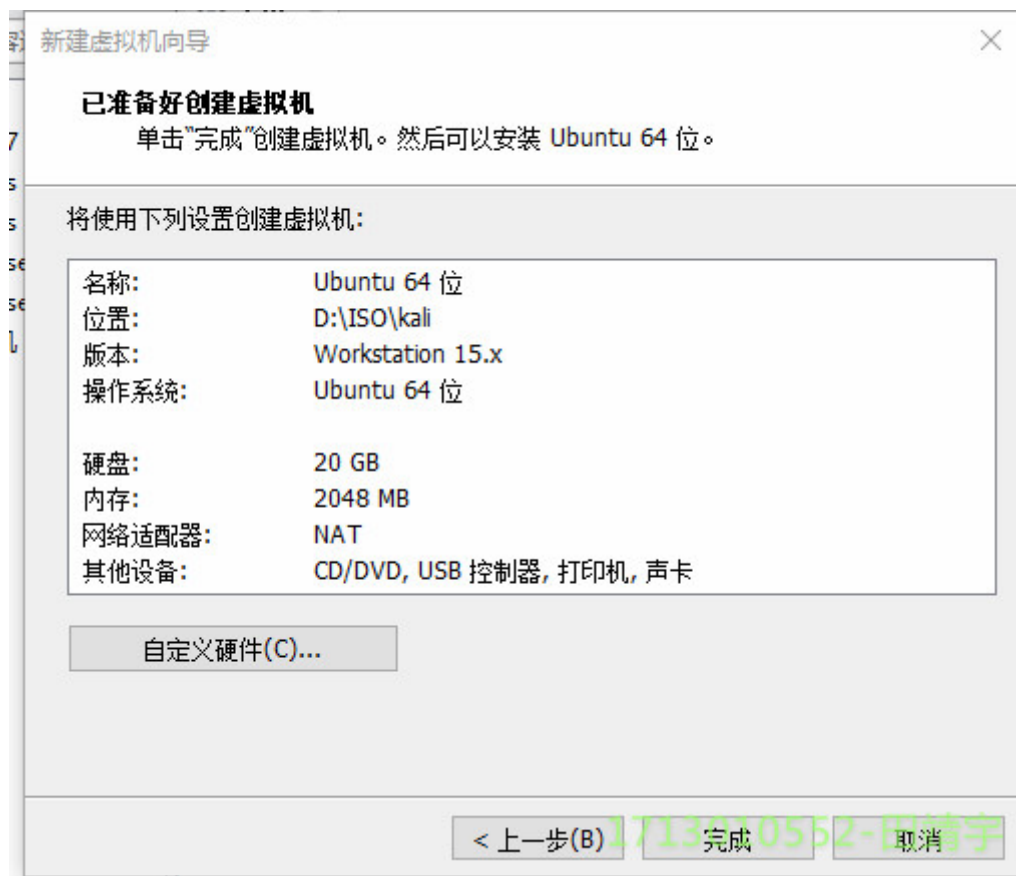 新建虚拟机向导
已准备好创建虚拟机
单击"完成"创建虚拟机。然后可以安装 Ubuntu 64 位。
将使用下列设置创建虚拟机:
名称: Ubuntu 64 位
位置: D:\ISO\kali
版本: Workstation 15.x
操作系统: Ubuntu 64 位
硬盘: 20 GB
内存: 2048 MB
网络适配器: NAT
其他设备: CD/DVD, USB 控制器, 打印机, 声卡
自定义硬件(C)...
< 上一步(B) 完成 取消
1713010552-田靖宇